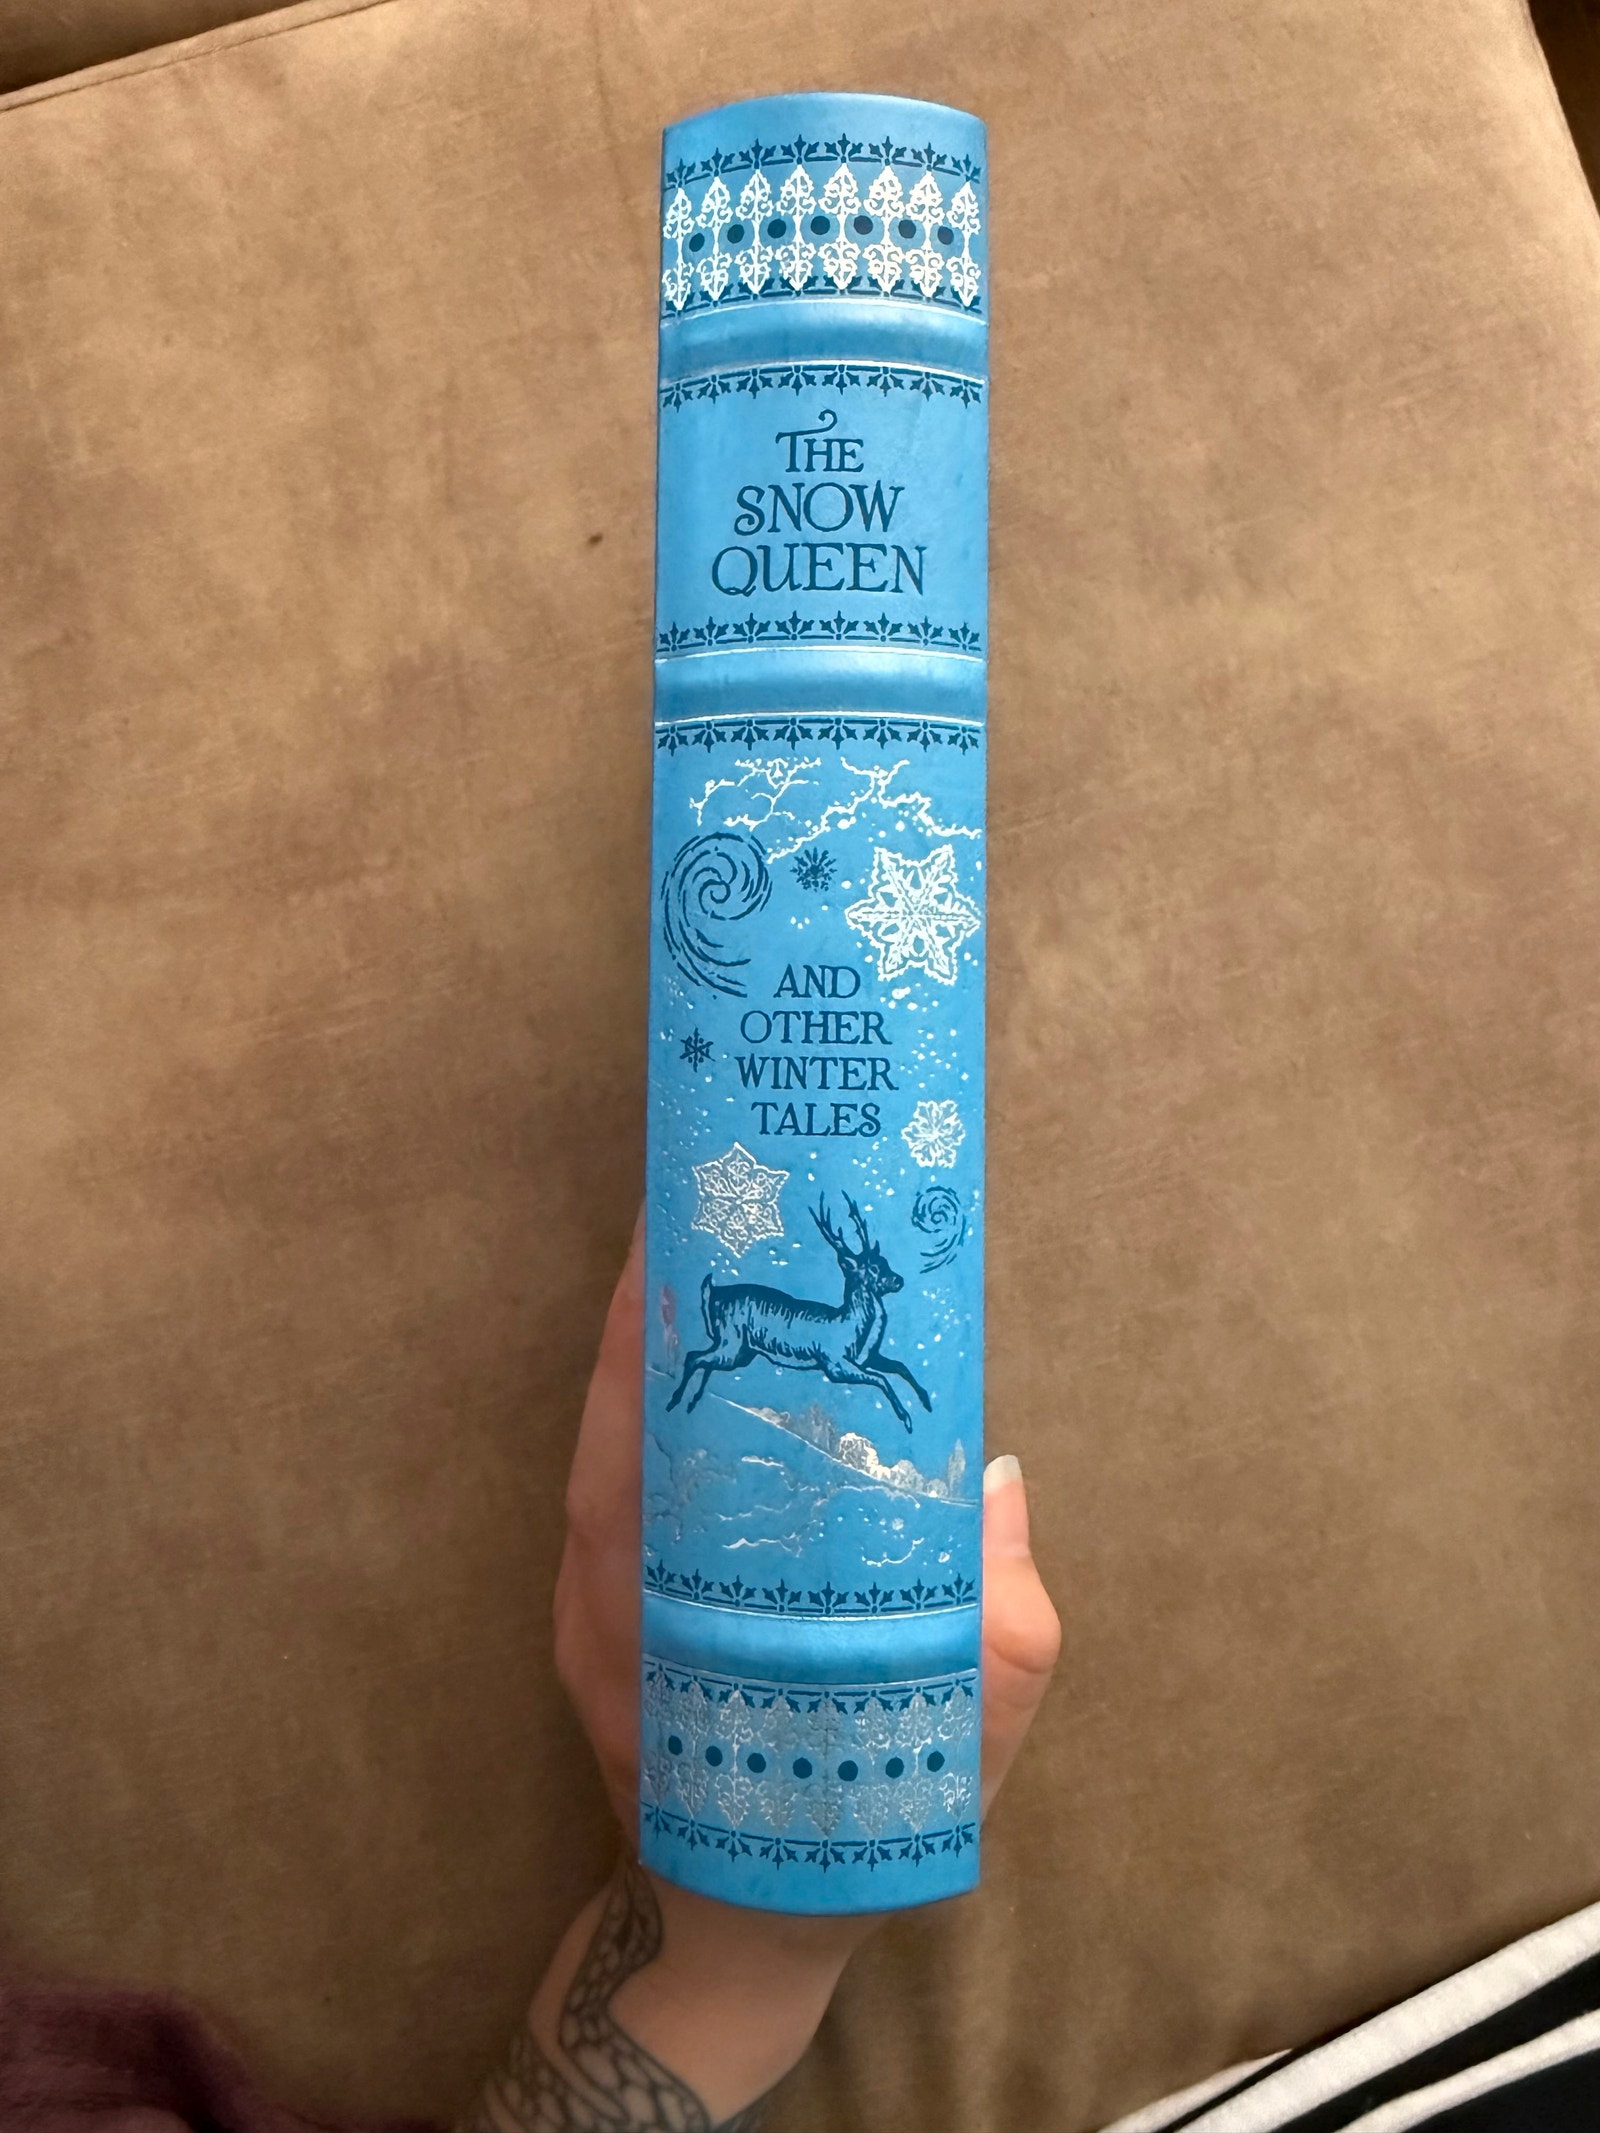 THE
SNOW
QUEEN
AND
OTHER
WINTER
TALES